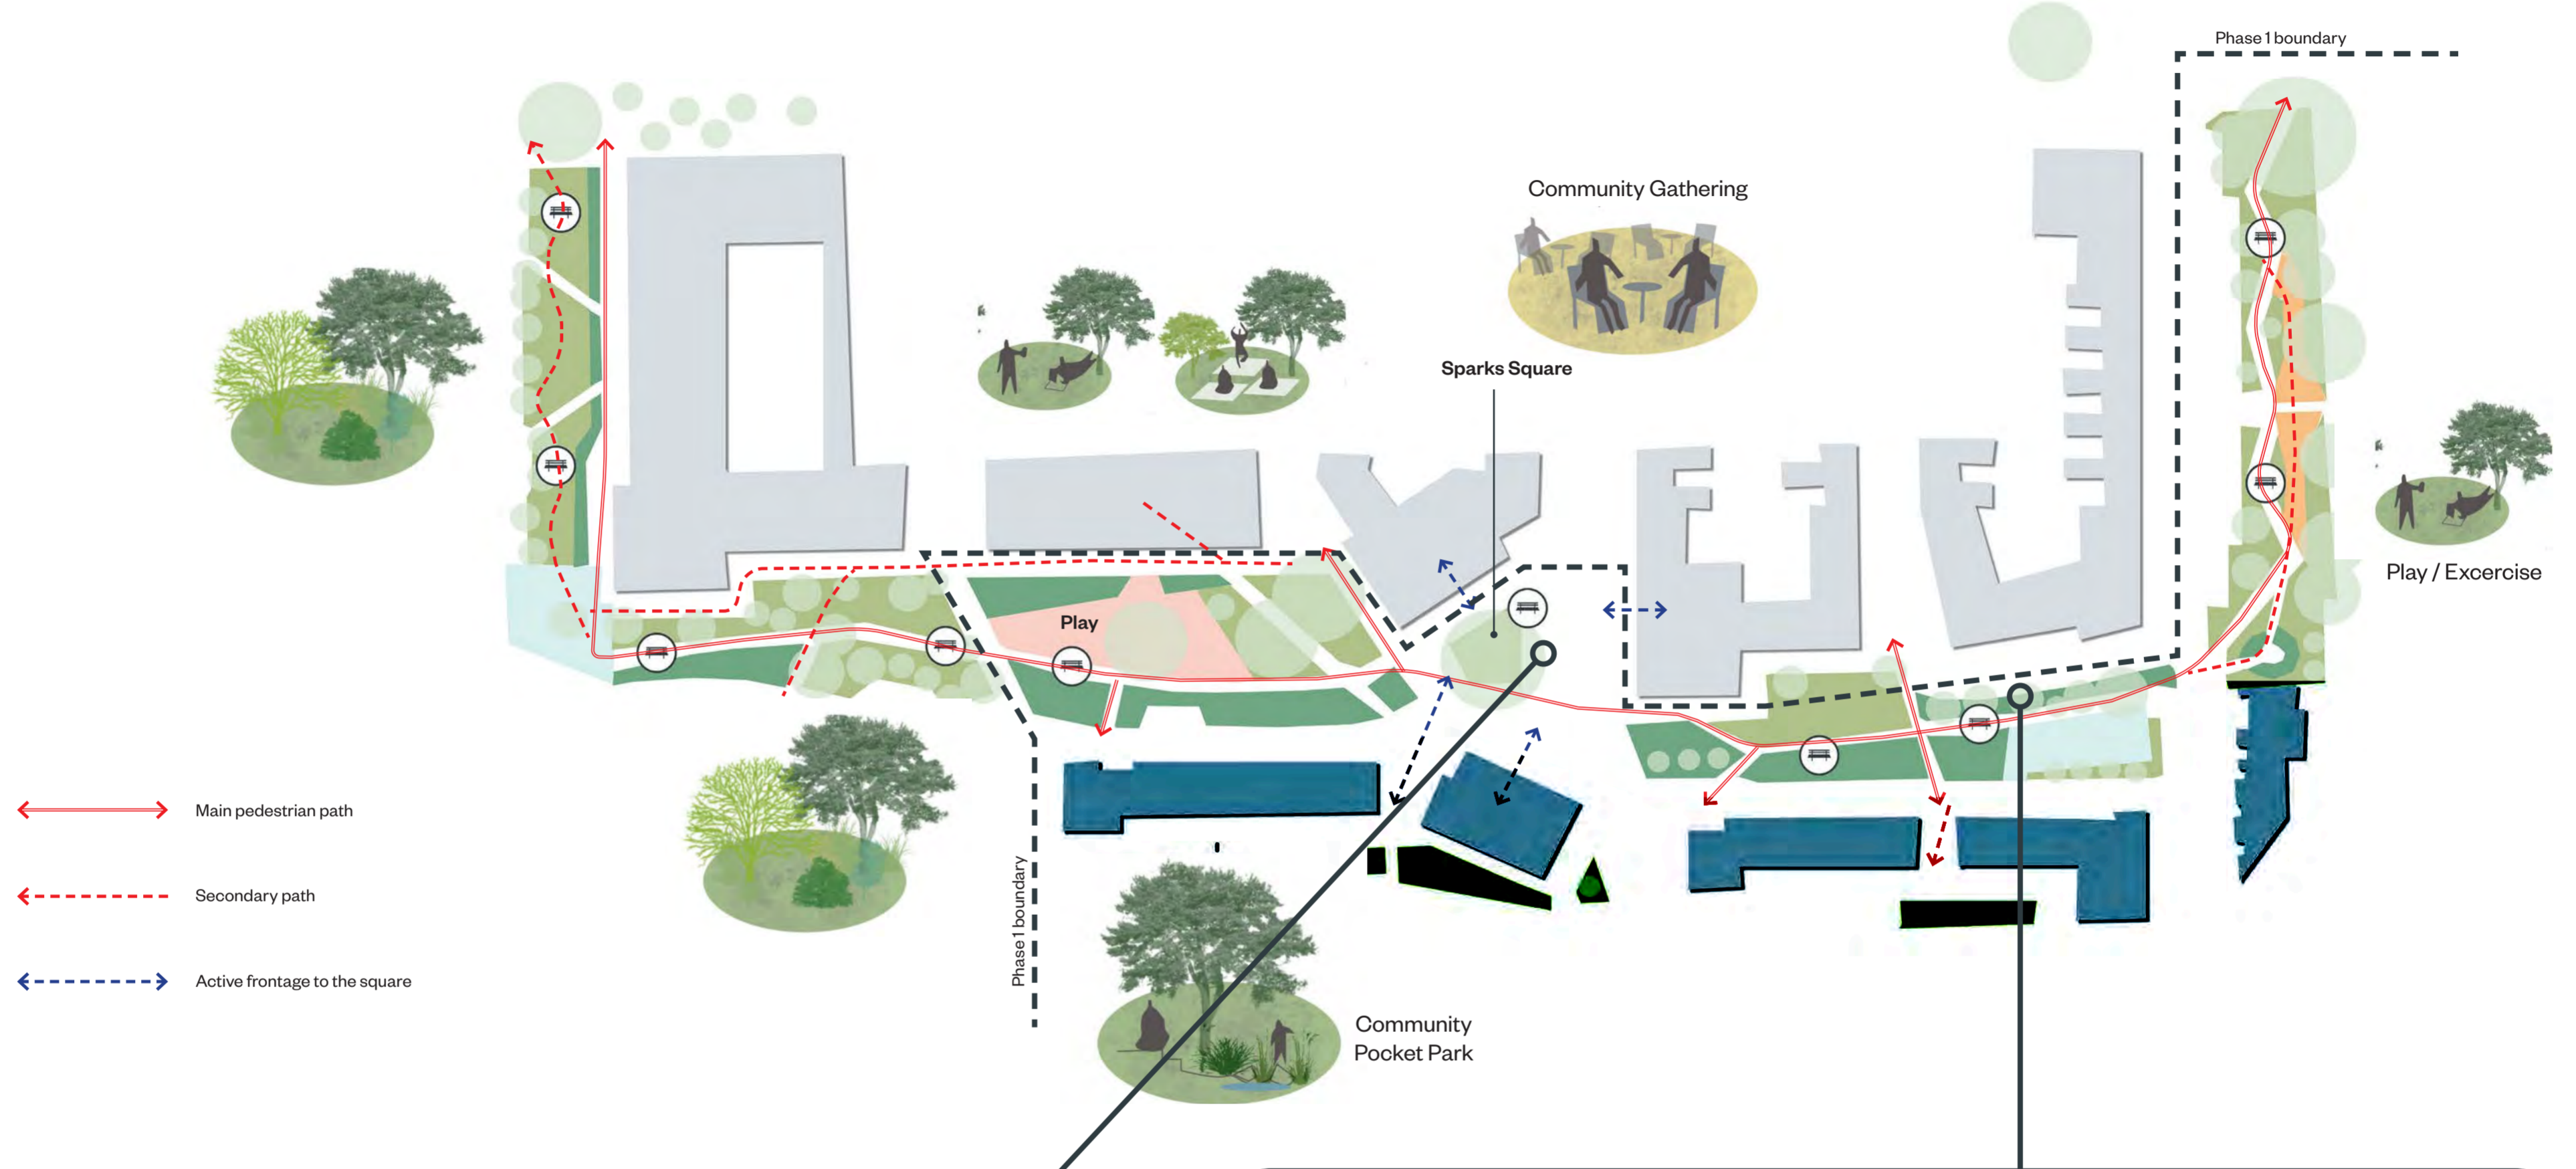 Phase 1 boundary
Community Gathering
Sparks Square
Play / Excercise
Play
Main pedestrian path
Secondary path
Active frontage to the square
Phase 1 boundary
Community
Pocket Park